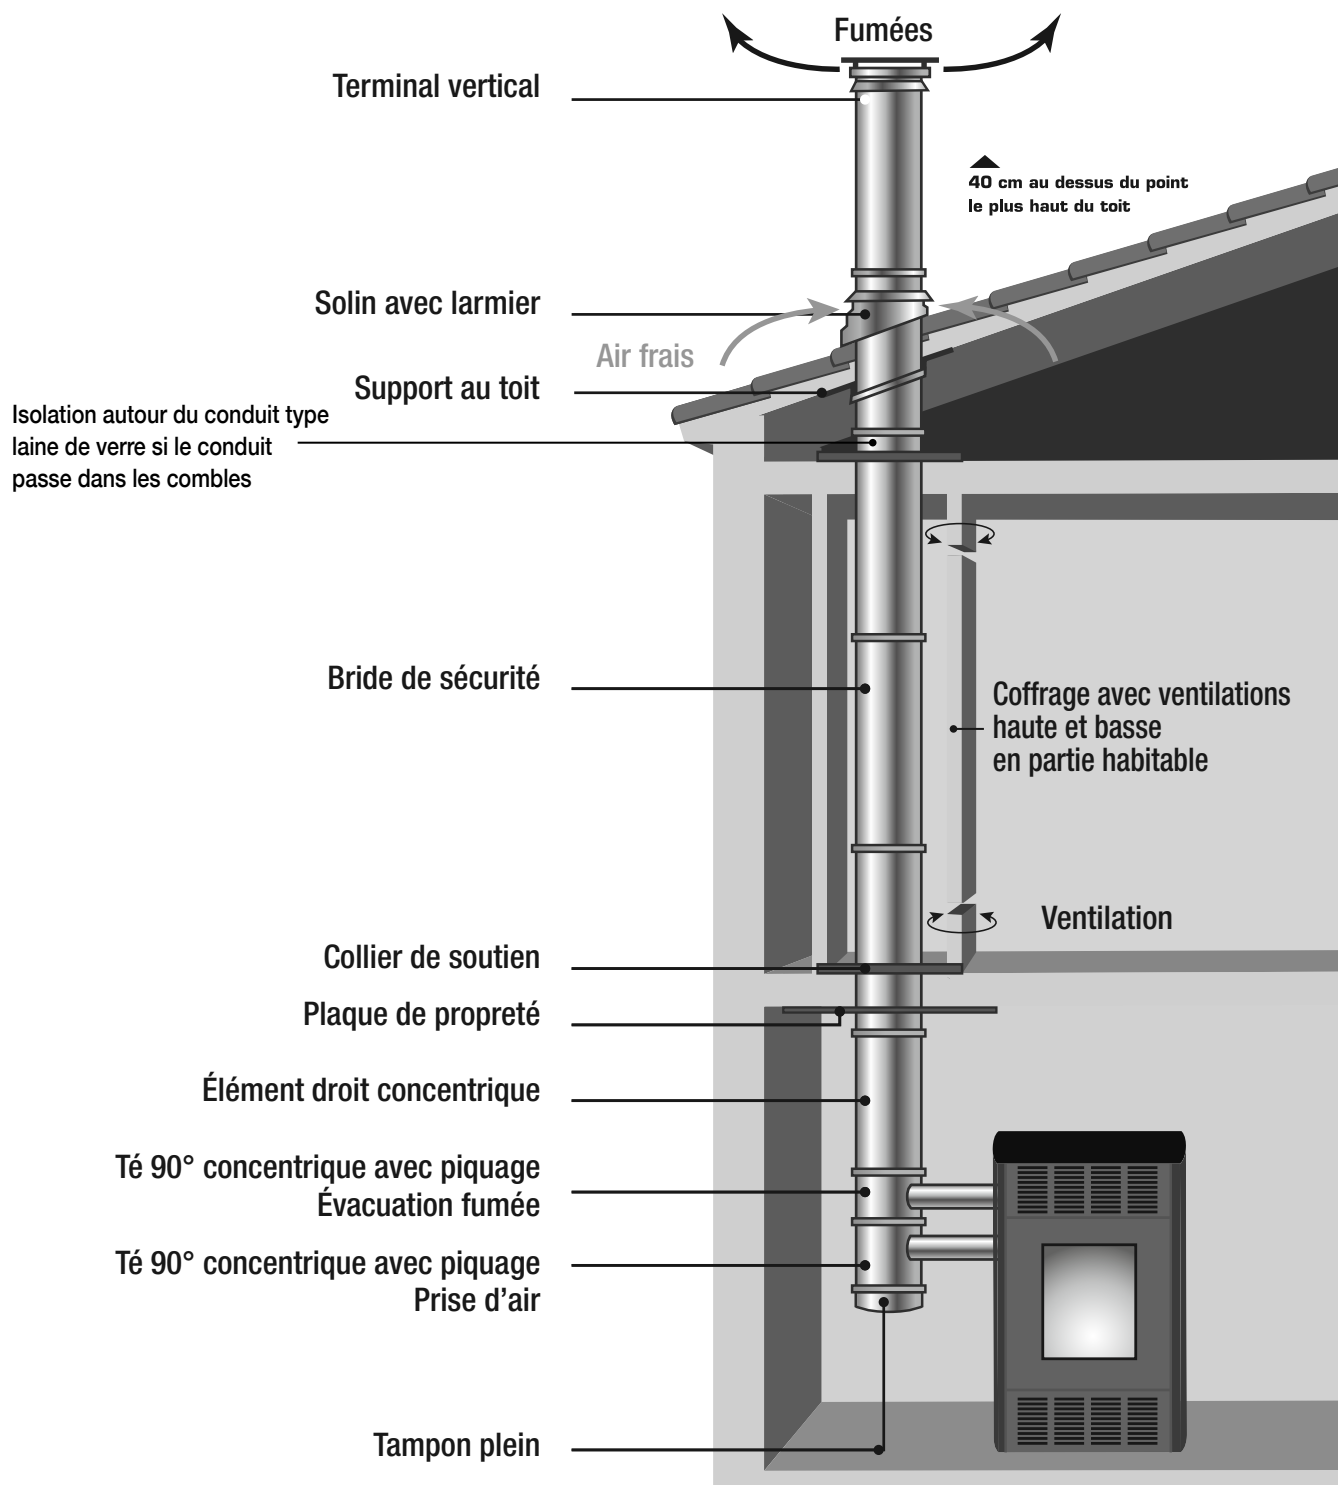 Fumées
Terminal vertical
40 cm au dessus du point
le plus haut du toit
Solin avec larmier
Air frais
Support au toit
Isolation autour du conduit type
laine de verre si le conduit
passe dans les combles
Bride de sécurité
Coffrage avec ventilations
haute et basse
en partie habitable
Ventilation
Collier de soutien
Plaque de propreté
Élément droit concentrique
Té 90° concentrique avec piquage
Évacuation fumée
Té 90° concentrique avec piquage
Prise d’air
Tampon plein